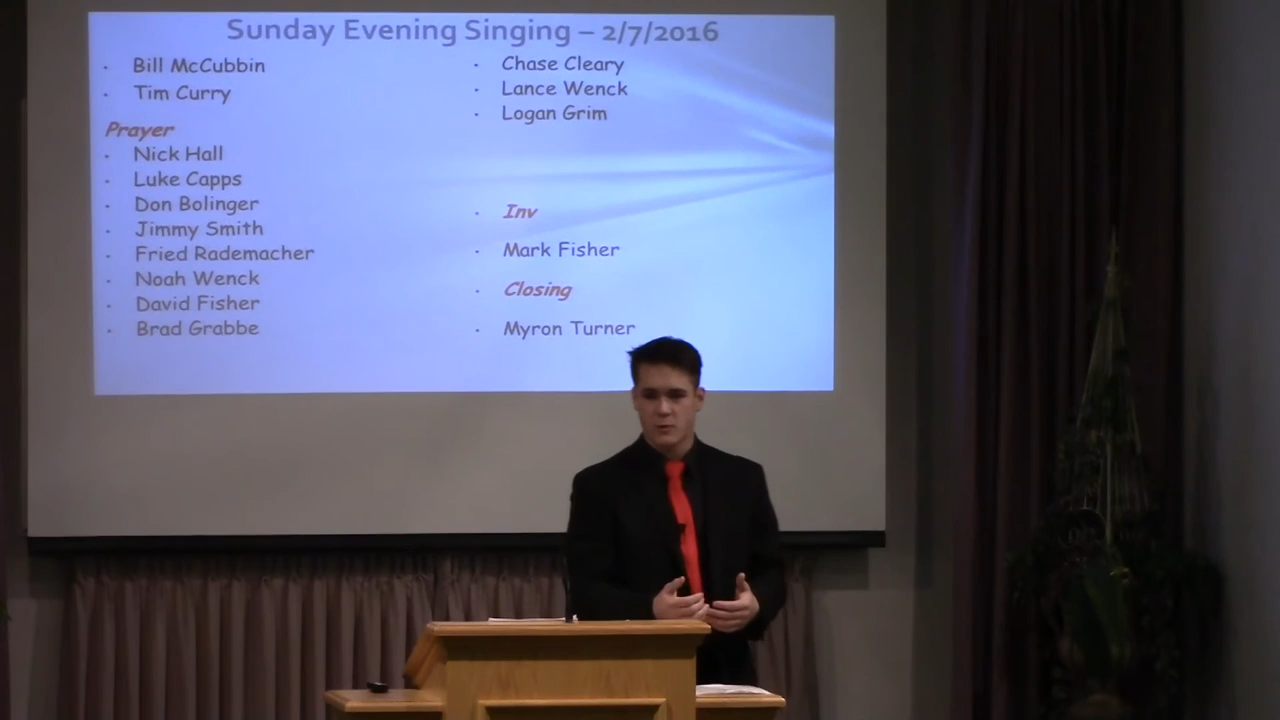 Sunday Evening Singing – 2/7/2016
Bill McCubbin
Tim Curry
Prayer
Nick Hall
Luke Capps
Don Bolinger
Jimmy Smith
Fried Rademacher
Noah Wenck
David Fisher
Brad Grabbe
Chase Cleary
Lance Wenck
Logan Grim
Inv
Mark Fisher
Closing
Myron Turner